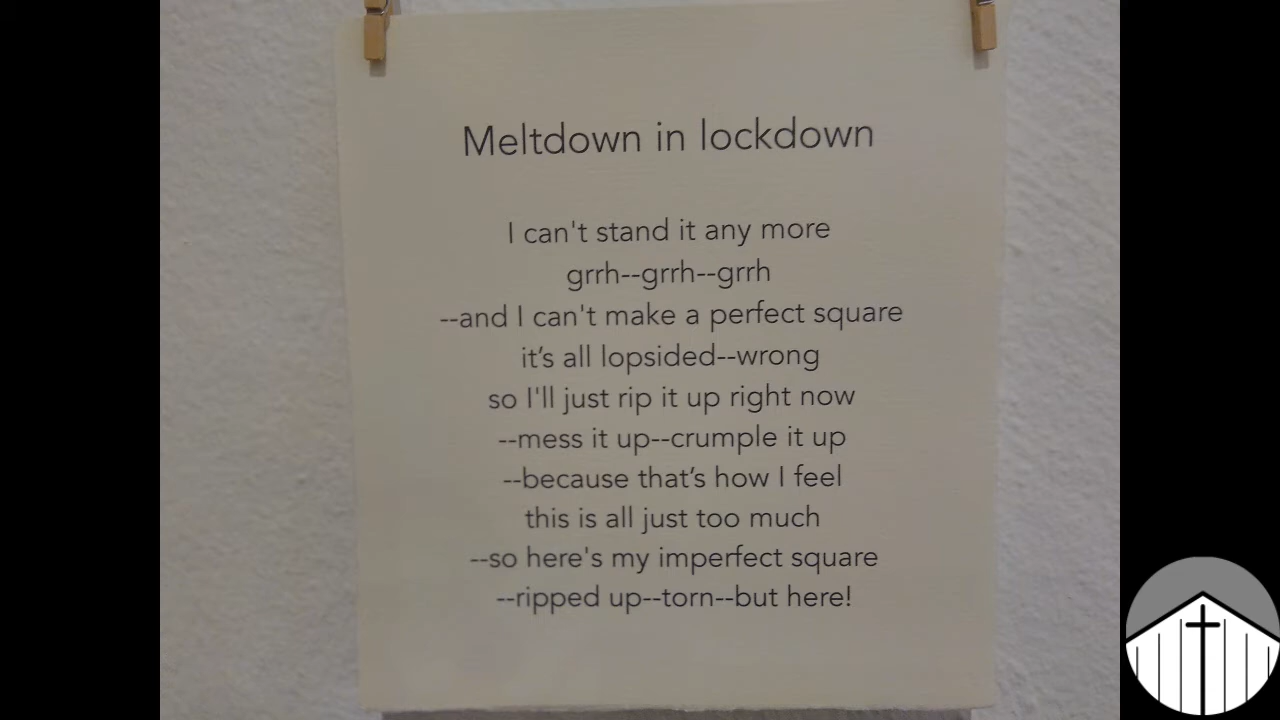 Meltdown in lockdown
I can't stand it any more
grrh--grrh--grrh
--and I can't make a perfect square
it’s all lopsided--wrong
so I'll just rip it up right now
--mess it up--crumple it up
--because that’s how I feel
this is all just too much
--so here's my imperfect square
--ripped up--torn--but here!